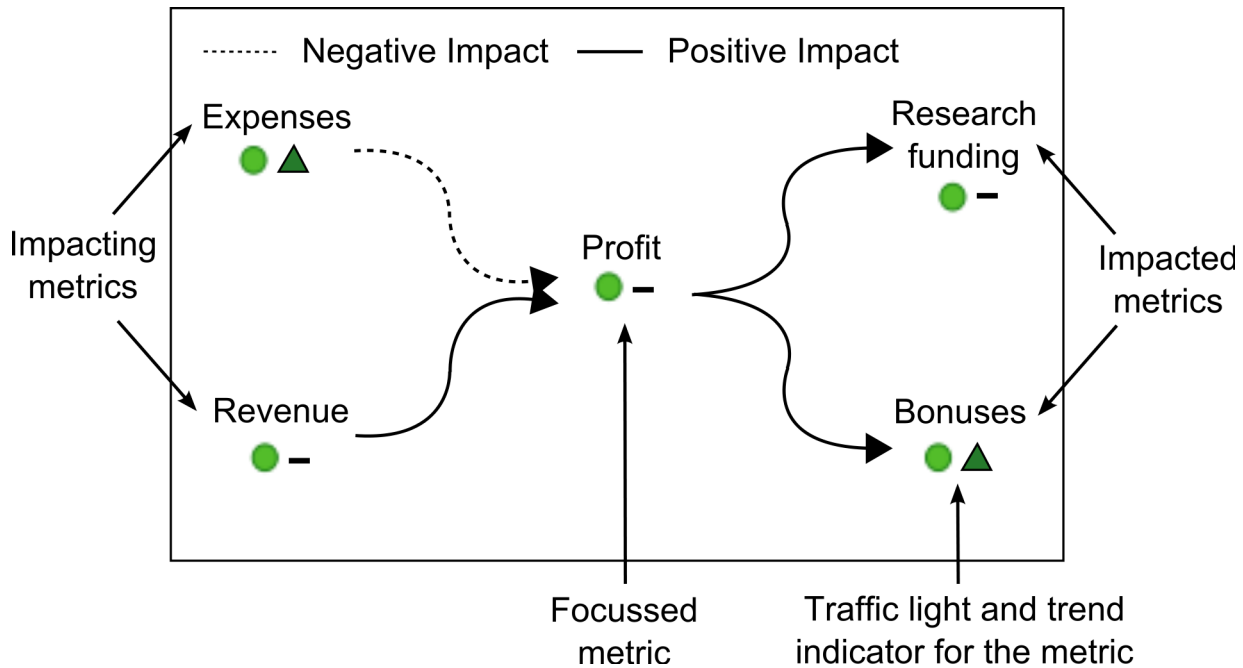 Negative Impact
Positive Impact
Expenses
Research
funding
Impacting
metrics
Profit
Impacted
metrics
Revenue
Bonuses
Focussed
metric
Traffic light and trend
indicator for the metric